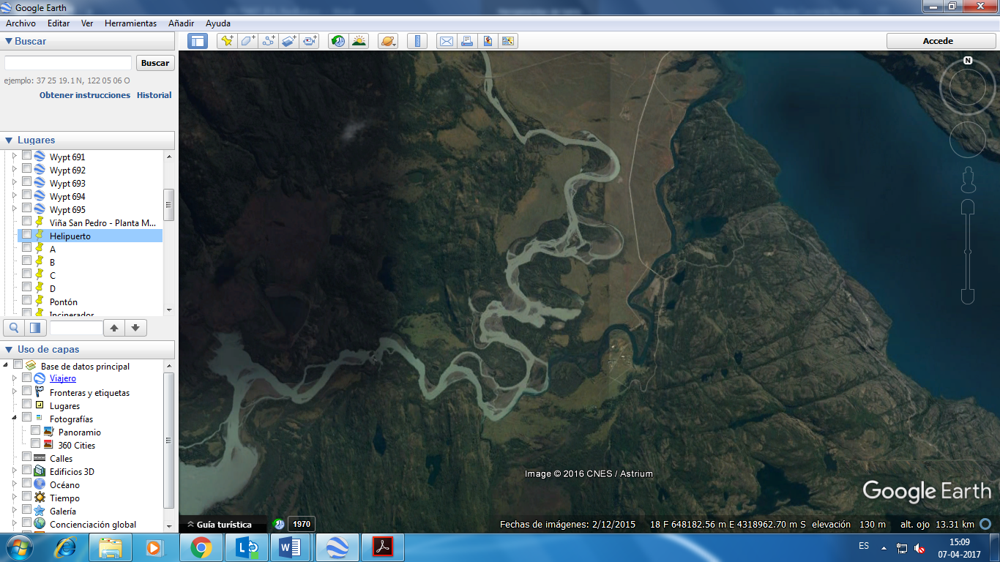 Google Earth
Archivo Editar Ver Herramientas Añadir Ayuda
Buscar
Buscar
ejemplo: 37 25 19.1 N, 122 05 06 O
Obtener instrucciones Historial
Accede
N
Lugares
Wypt 691
Wypt 692
Wypt 693
Wypt 694
Wypt 695
Viña San Pedro - Planta M...
Helipuerto
A
B
C
D
Pontón
Incinerador
Uso de capas
Base de datos principal
Viajero
Fronteras y etiquetas
Lugares
Fotografías
Panoramio
360 Cities
Calles
Edificios 3D
Océano
Tiempo
Galería
Concienciación global
Image © 2016 CNES / Astrium
Google Earth
Guía turística 1970
Fechas de imágenes: 2/12/2015 18 F 648182.56 m E 4318962.70 m S elevación 130 m alt. ojo 13.31 km
ES 15:09
07-04-2017